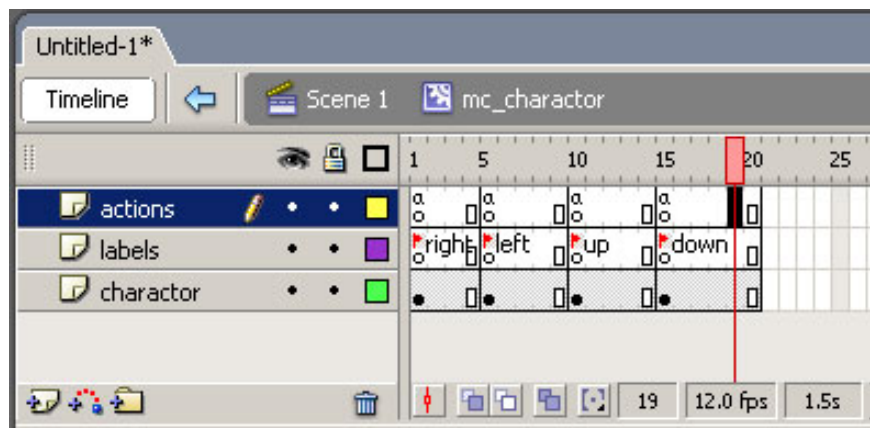 Untitled-1*
Timeline Scene 1 mc_charactor
1 5 10 15 20 25
actions a a a a
labels right left up down
charactor
19 12.0 fps 1.5s